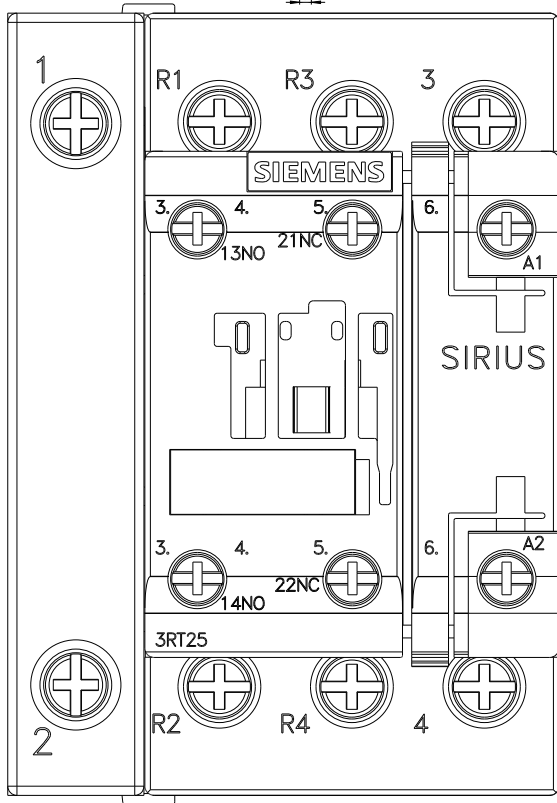 1 R1 R3 3
SIEMENS
3. 4. 5. 6.
13NO 21NC
A1
SIRIUS
A2
3. 4. 5. 6.
14NO 22NC
3RT25
2 R2 R4 4